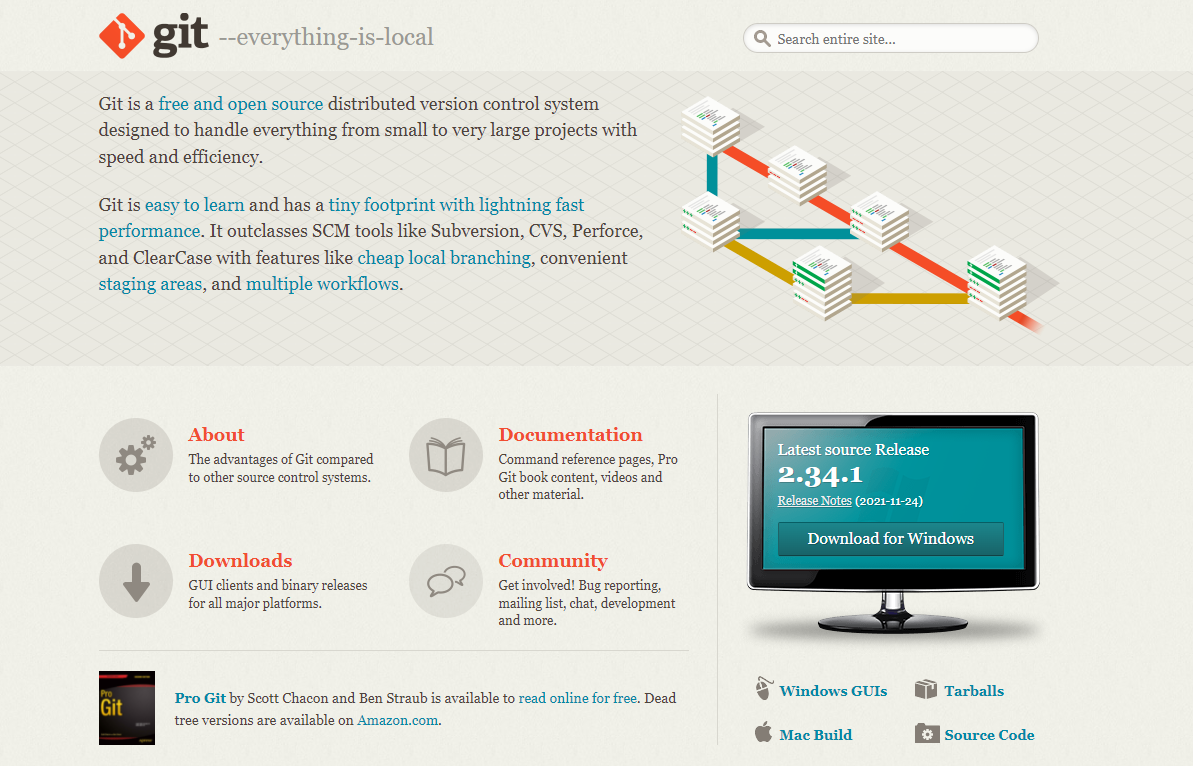 git --everything-is-local
Search entire site...
Git is a free and open source distributed version control system
designed to handle everything from small to very large projects with
speed and efficiency.
Git is easy to learn and has a tiny footprint with lightning fast
performance. It outclasses SCM tools like Subversion, CVS, Perforce,
and ClearCase with features like cheap local branching, convenient
staging areas, and multiple workflows.
About
The advantages of Git compared
to other source control systems.
Documentation
Command reference pages, Pro
Git book content, videos and
other material.
Downloads
GUI clients and binary releases
for all major platforms.
Community
Get involved! Bug reporting,
mailing list, chat, development
and more.
Pro
Git
Pro Git by Scott Chacon and Ben Straub is available to read online for free. Dead
tree versions are available on Amazon.com.
Latest source Release
2.34.1
Release Notes (2021-11-24)
Download for Windows
Windows GUIs
Tarballs
Mac Build
Source Code